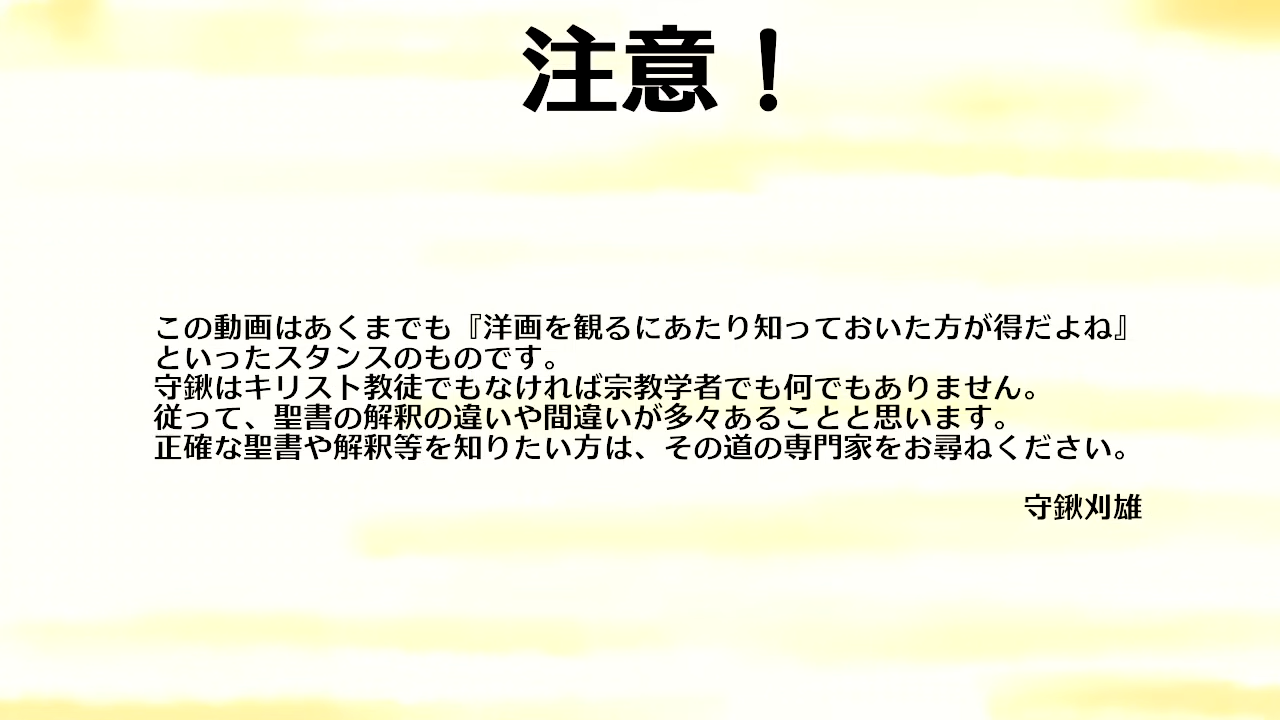 注意！
この動画はあくまでも『洋画を観るにあたり知っておいた方が得だよね』
といったスタンスのものです。
守鍬はキリスト教徒でもなければ宗教学者でも何でもありません。
従って、聖書の解釈の違いや間違いが多々あることと思います。
正確な聖書や解釈等を知りたい方は、その道の専門家をお尋ねください。
守鍬刈雄